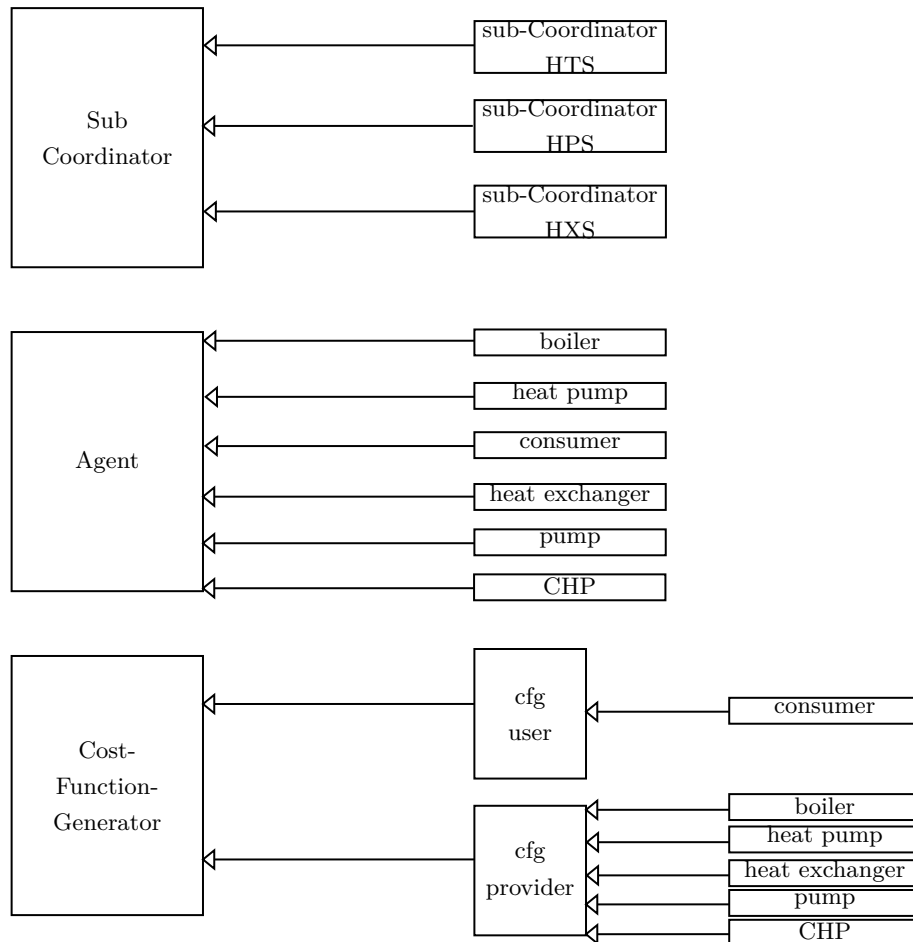 Sub
Coordinator
sub-Coordinator
HTS
sub-Coordinator
HPS
sub-Coordinator
HXS
Agent
boiler
heat pump
consumer
heat exchanger
pump
CHP
Cost-
Function-
Generator
cfg
user
consumer
cfg
provider
boiler
heat pump
heat exchanger
pump
CHP